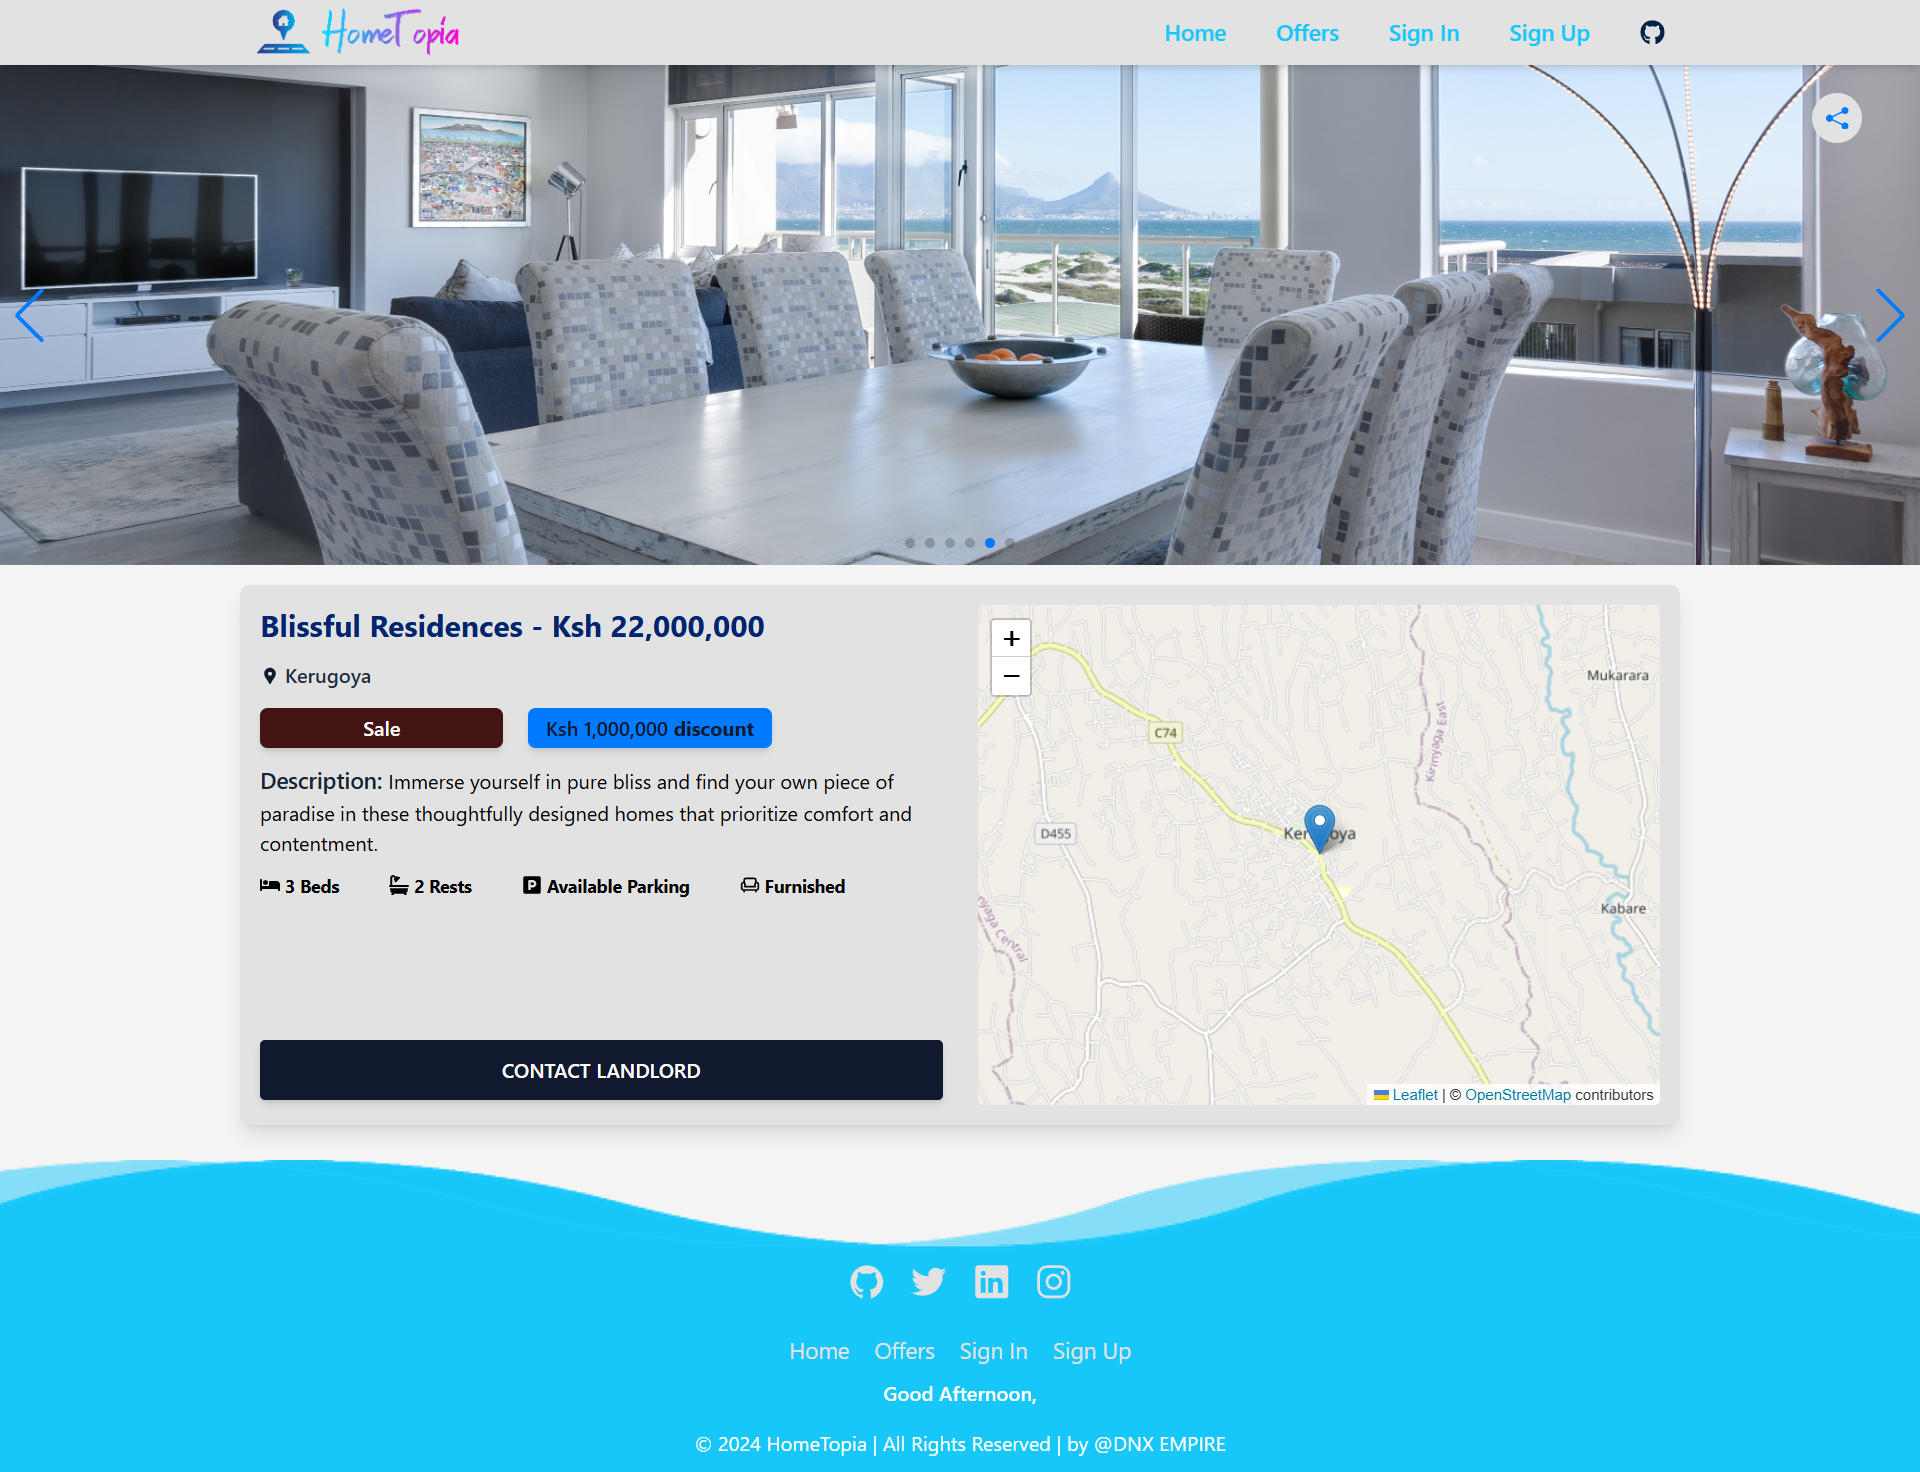 HomeTopia
Home Offers Sign In Sign Up
Blissful Residences - Ksh 22,000,000
Kerugoya
Sale
Ksh 1,000,000 discount
Description: Immerse yourself in pure bliss and find your own piece of
paradise in these thoughtfully designed homes that prioritize comfort and
contentment.
3 Beds 2 Rests Available Parking Furnished
CONTACT LANDLORD
+
−
Mukarara
C74
Kirinyaga East
D455
Kabare
Central
Leaflet | © OpenStreetMap contributors
Home Offers Sign In Sign Up
Good Afternoon,
© 2024 HomeTopia | All Rights Reserved | by @DNX EMPIRE